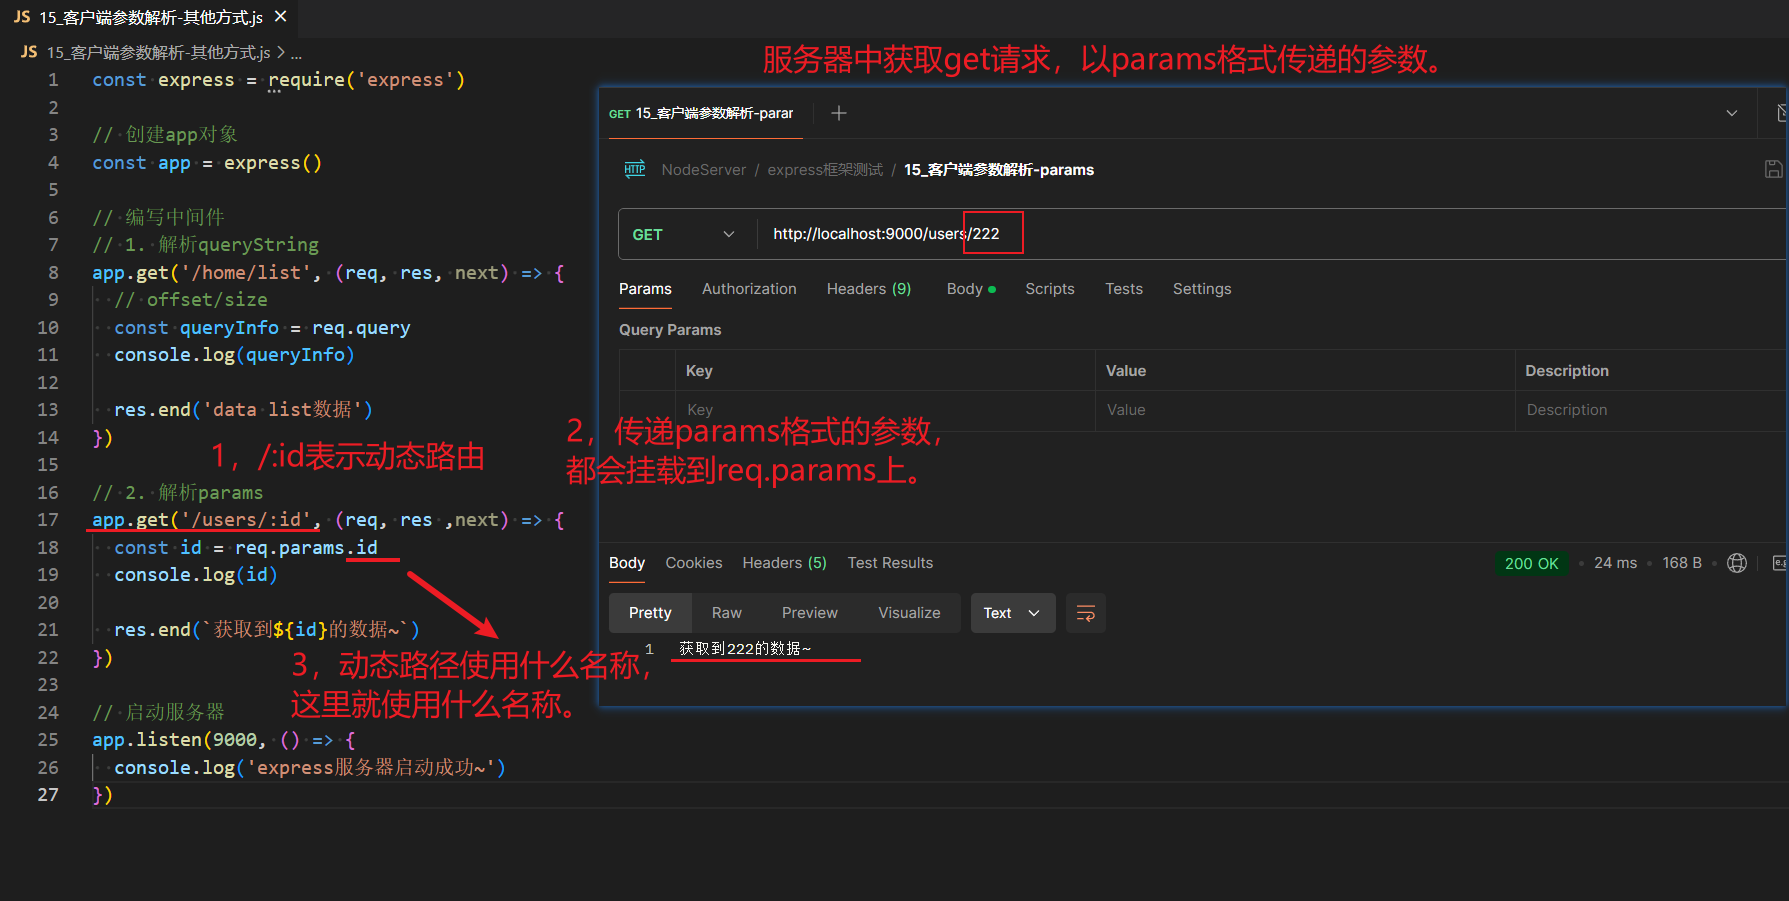 JS 15_客户端参数解析-其他方式.js ×
JS 15_客户端参数解析-其他方式.js > ...
1 const express = require('express')
2
3 // 创建app对象
4 const app = express()
5
6 // 编写中间件
7 // 1. 解析queryString
8 app.get('/home/list', (req, res, next) => {
9 // offset/size
10 const queryInfo = req.query
11 console.log(queryInfo)
12
13 res.end('data list数据')
14 })
15
16 // 2. 解析params
17 app.get('/users/:id', (req, res ,next) => {
18 const id = req.params.id
19 console.log(id)
20
21 res.end(`获取到${id}的数据~`)
22 })
23
24 // 启动服务器
25 app.listen(9000, () => {
26 console.log('express服务器启动成功~')
27 })
1，/:id表示动态路由
3，动态路径使用什么名称，
这里就使用什么名称。
服务器中获取get请求，以params格式传递的参数。
GET 15_客户端参数解析-parar
HTTP NodeServer / express框架测试 / 15_客户端参数解析-params
GET http://localhost:9000/users/222
Params Authorization Headers (9) Body Scripts Tests Settings
Query Params
Key Value Description
Key Value Description
2，传递params格式的参数，
都会挂载到req.params上。
Body Cookies Headers (5) Test Results 200 OK 24 ms 168 B
Pretty Raw Preview Visualize Text
1 获取到222的数据~